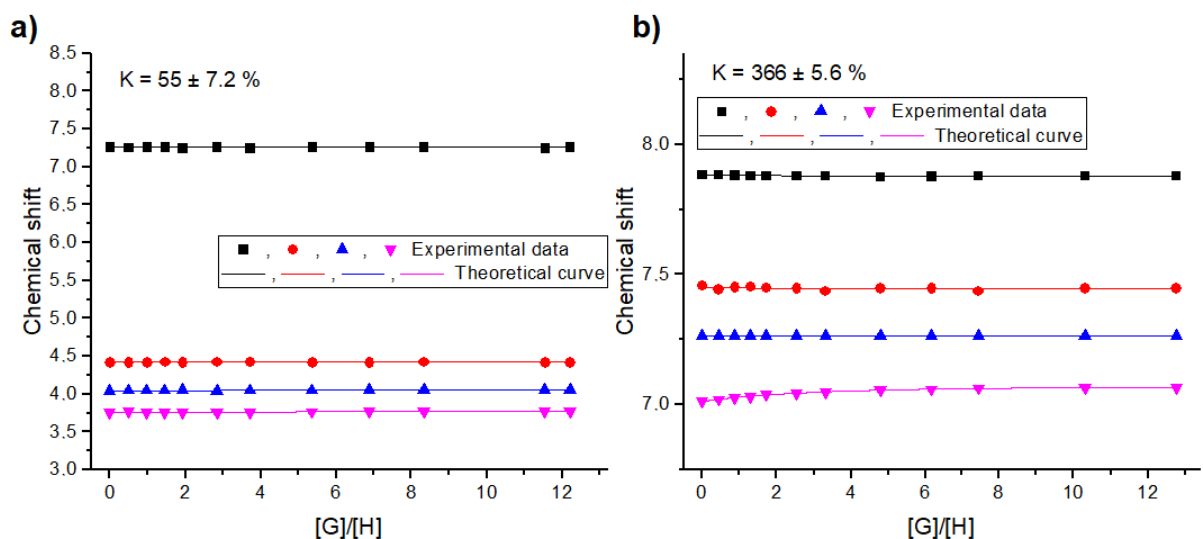 a)
K = 55 ± 7.2 %
8.5
8.0
7.5
7.0
6.5
6.0
5.5
5.0
4.5
4.0
3.5
3.0
Chemical shift
, , , Experimental data
, , , Theoretical curve
0 2 4 6 8 10 12
[G]/[H]
b)
K = 366 ± 5.6 %
, , , Experimental data
, , , Theoretical curve
8.0
7.5
7.0
Chemical shift
0 2 4 6 8 10 12
[G]/[H]